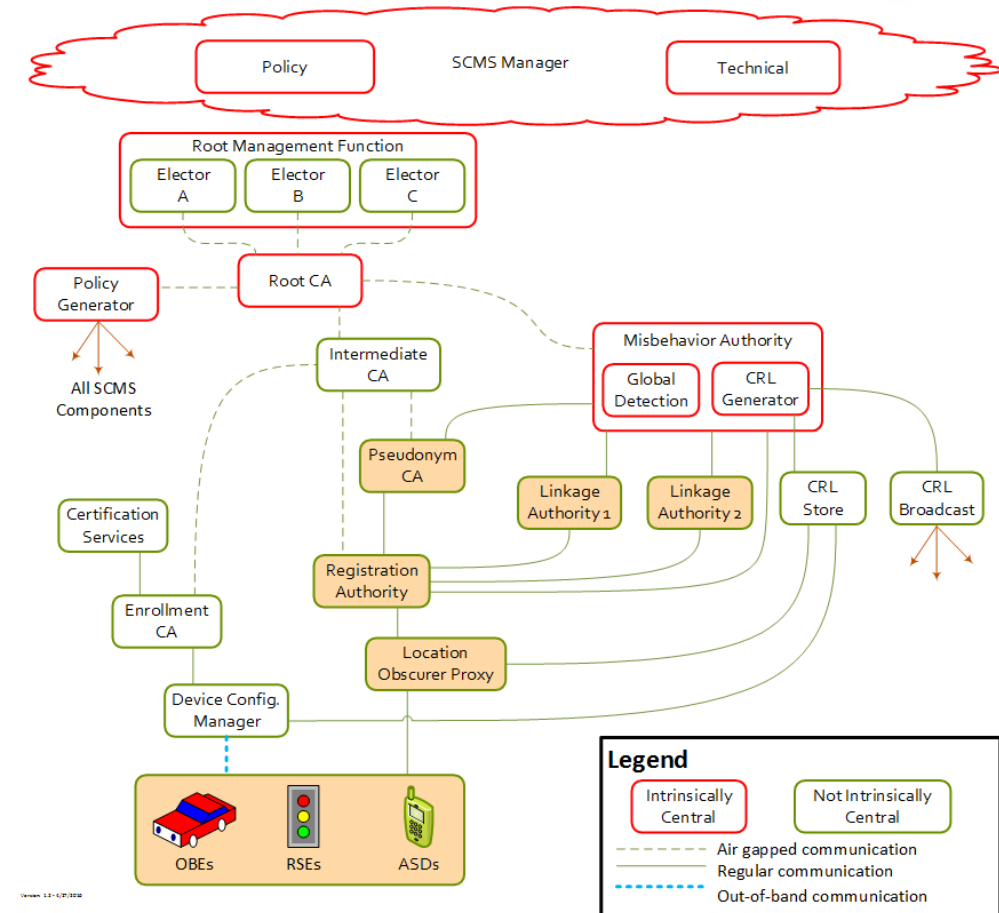 Policy
SCMS Manager
Technical
Root Management Function
Elector
A
Elector
B
Elector
C
Root CA
Policy
Generator
All SCMS
Components
Intermediate
CA
Misbehavior Authority
Global
Detection
CRL
Generator
Pseudonym
CA
Linkage
Authority 1
Linkage
Authority 2
CRL
Store
CRL
Broadcast
Certification
Services
Registration
Authority
Enrollment
CA
Location
Obscurer Proxy
Device Config.
Manager
OBEs
RSEs
ASDs
Legend
Intrinsically
Central
Not Intrinsically
Central
Air gapped communication
Regular communication
Out-of-band communication
Version